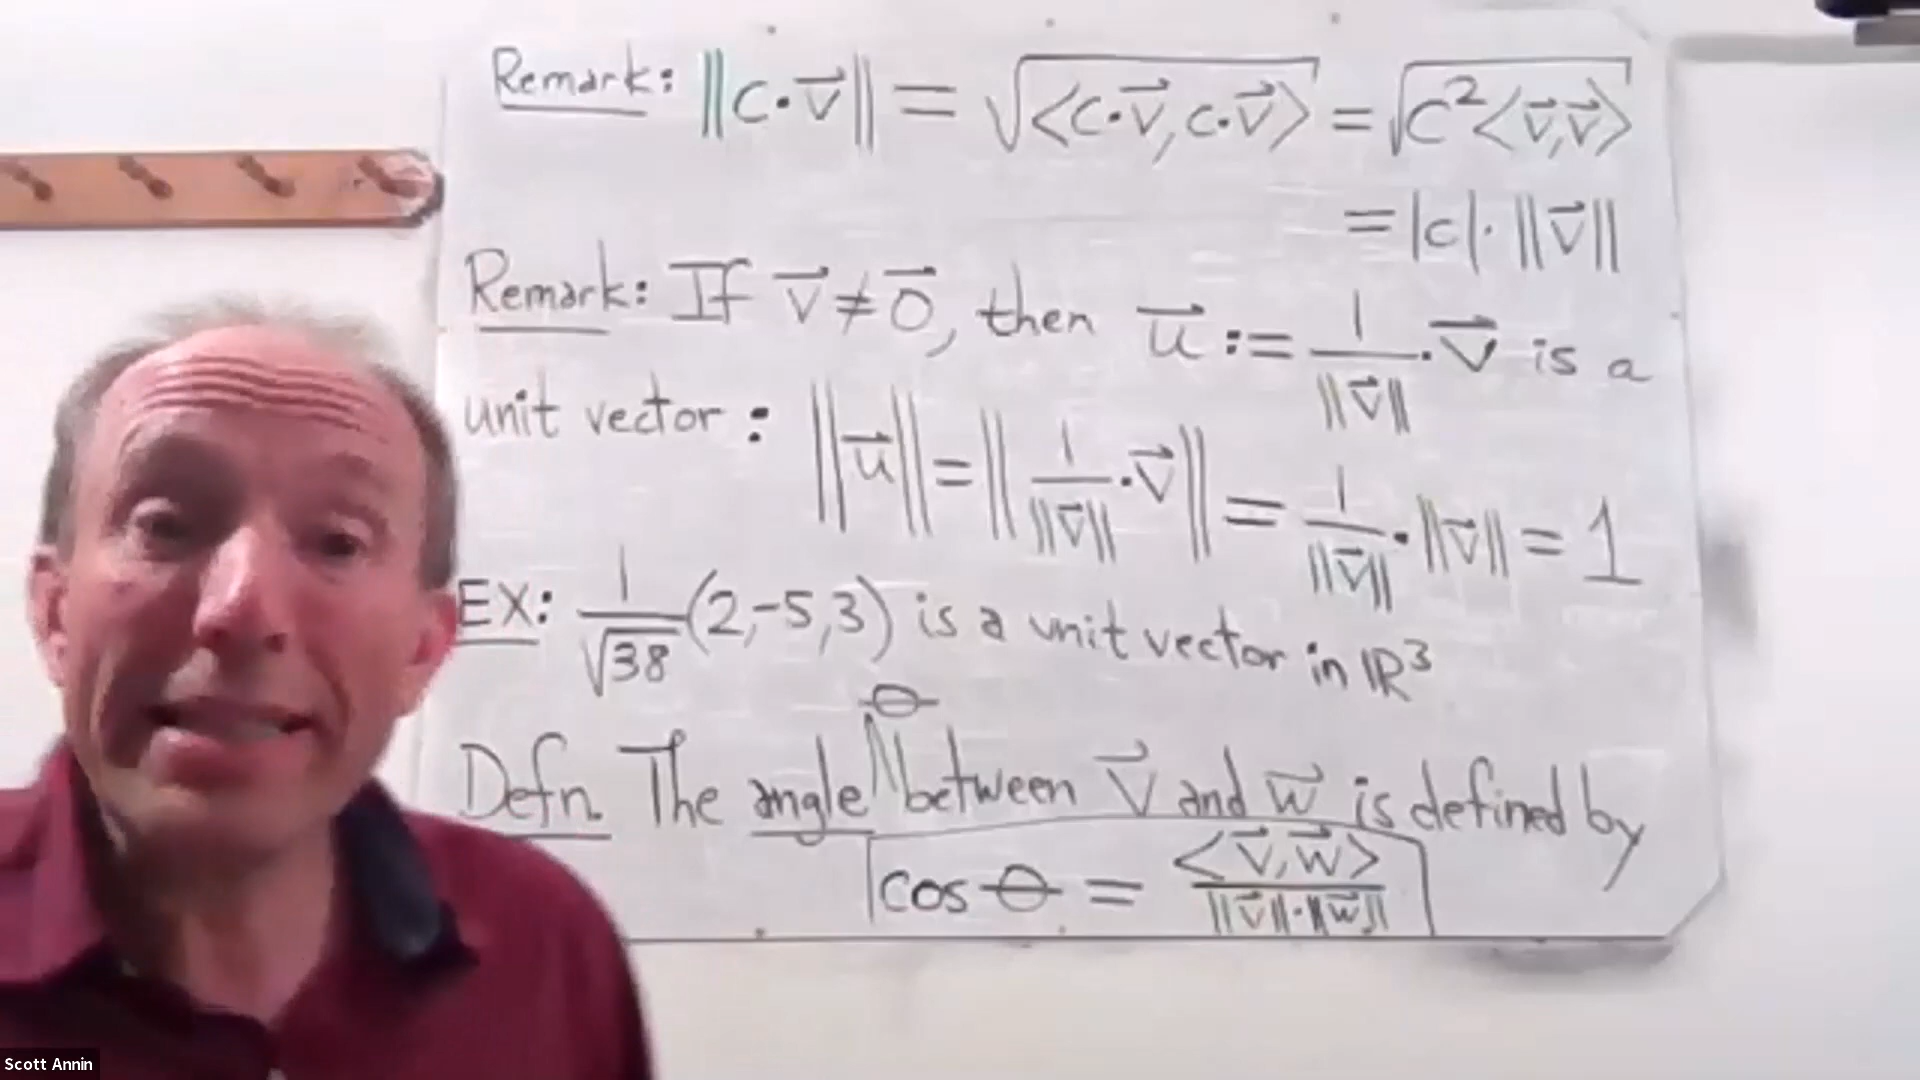 Remark: ||c·v⃗|| = √<c·v⃗, c·v⃗> = √c²<v⃗,v⃗>
= |c|·||v⃗||
Remark: If v⃗ ≠ 0⃗, then u⃗ := 1/||v⃗|| · v⃗ is a
unit vector: ||u⃗|| = ||1/||v⃗|| · v⃗|| = 1/||v⃗|| · ||v⃗|| = 1
EX: 1/√38 (2,-5,3) is a unit vector in ℝ³
Defn. The angle θ between v⃗ and w⃗ is defined by
cos θ = <v⃗,w⃗>/||v⃗||·||w⃗||
Scott Annin